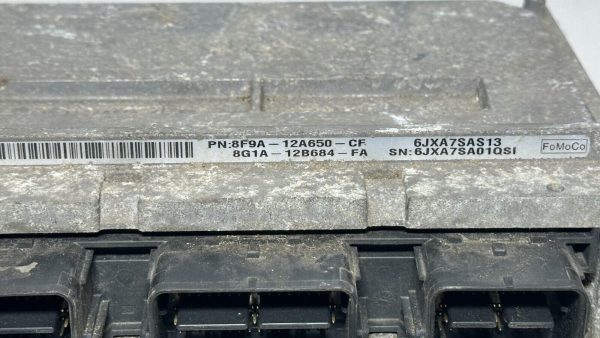 PN:8F9A-12A650-CF 6JXA7SAS13
8G1A-12B684-FA SN:6JXA7SA01QSI FoMoCo